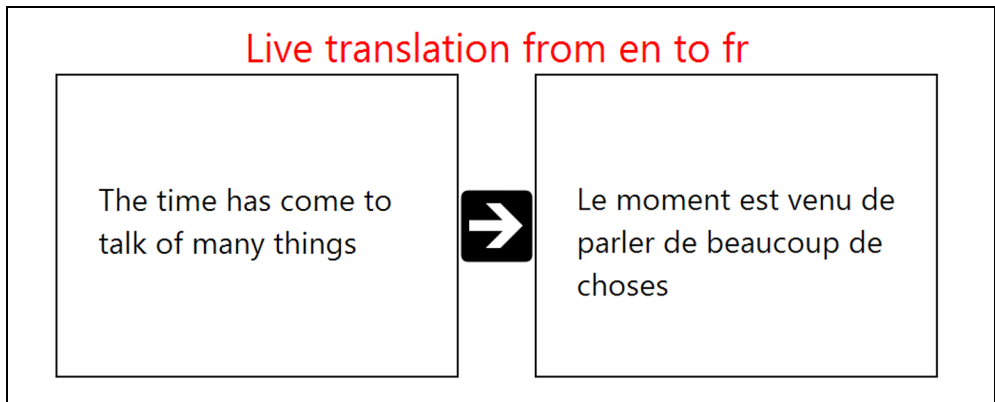 Live translation from en to fr
The time has come to
talk of many things
Le moment est venu de
parler de beaucoup de
choses